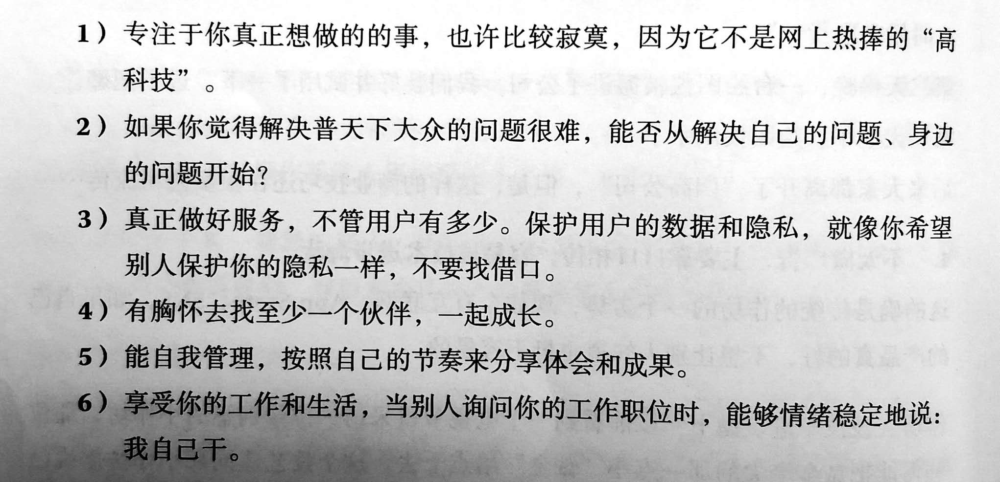 1）专注于你真正想做的的事，也许比较寂寞，因为它不是网上热捧的“高
科技”。
2）如果你觉得解决普天下大众的问题很难，能否从解决自己的问题、身边
的问题开始?
3）真正做好服务，不管用户有多少。保护用户的数据和隐私，就像你希望
别人保护你的隐私一样，不要找借口。
4）有胸怀去找至少一个伙伴，一起成长。
5）能自我管理，按照自己的节奏来分享体会和成果。
6）享受你的工作和生活，当别人询问你的工作职位时，能够情绪稳定地说：
我自己干。